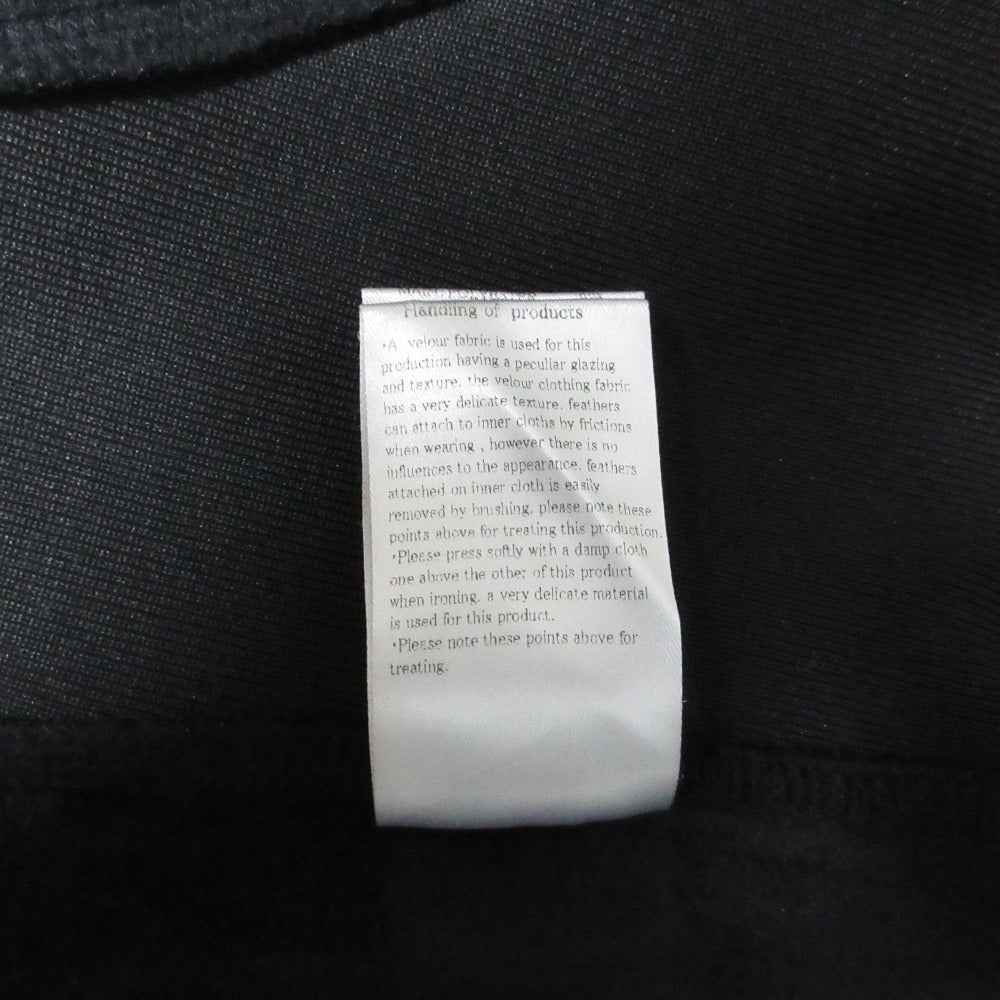 Handling of products
·A velour fabric is used for this
production having a peculiar glazing
and texture. the velour clothing fabric
has a very delicate texture. feathers
can attach to inner cloths by frictions
when wearing , however there is no
influences to the appearance. feathers
attached on inner cloth is easily
removed by brushing. please note these
points above for treating this production.
·Please press softly with a damp cloth
one above the other of this product
when ironing. a very delicate material
is used for this product.
·Please note these points above for
treating.